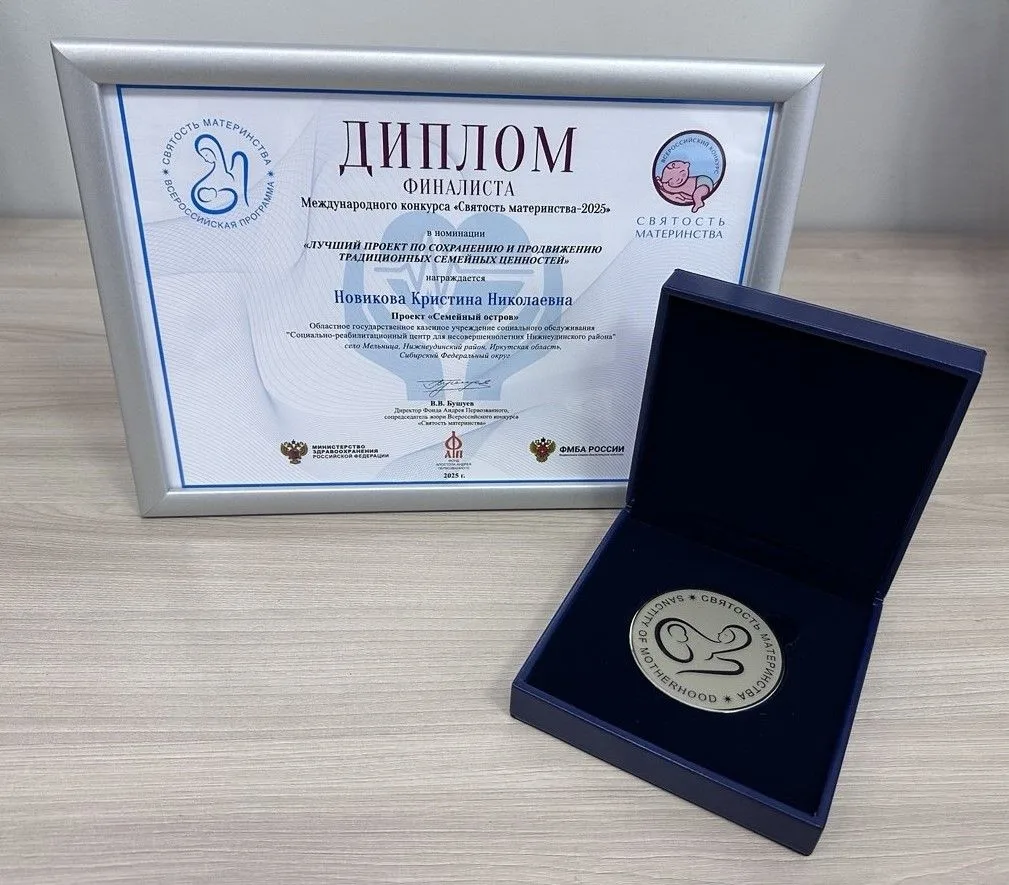 СВЯТОСТЬ МАТЕРИНСТВА
ВСЕРОССИЙСКАЯ ПРОГРАММА
ДИПЛОМ
ФИНАЛИСТА
Международного конкурса «Святость материнства-2025»
ВСЕРОССИЙСКИЙ КОНКУРС
СВЯТОСТЬ
МАТЕРИНСТВА
в номинации
«ЛУЧШИЙ ПРОЕКТ ПО СОХРАНЕНИЮ И ПРОДВИЖЕНИЮ
ТРАДИЦИОННЫХ СЕМЕЙНЫХ ЦЕННОСТЕЙ»
награждается
Новикова Кристина Николаевна
Проект «Семейный остров»
Областное государственное казенное учреждение социального обслуживания
"Социально-реабилитационный центр для несовершеннолетних Нижнеудинского района"
село Мельница, Нижнеудинский район, Иркутская область,
Сибирский Федеральный округ
В.В. Бушуев
Директор Фонда Андрея Первозванного,
сопредседатель жюри Всероссийского конкурса
«Святость материнства»
МИНИСТЕРСТВО
ЗДРАВООХРАНЕНИЯ
РОССИЙСКОЙ ФЕДЕРАЦИИ
ФОНД
АПОСТОЛА АНДРЕЯ
ПЕРВОЗВАННОГО
2025 г.
ФМБА РОССИИ
СВЯТОСТЬ МАТЕРИНСТВА
SANCTITY OF MOTHERHOOD